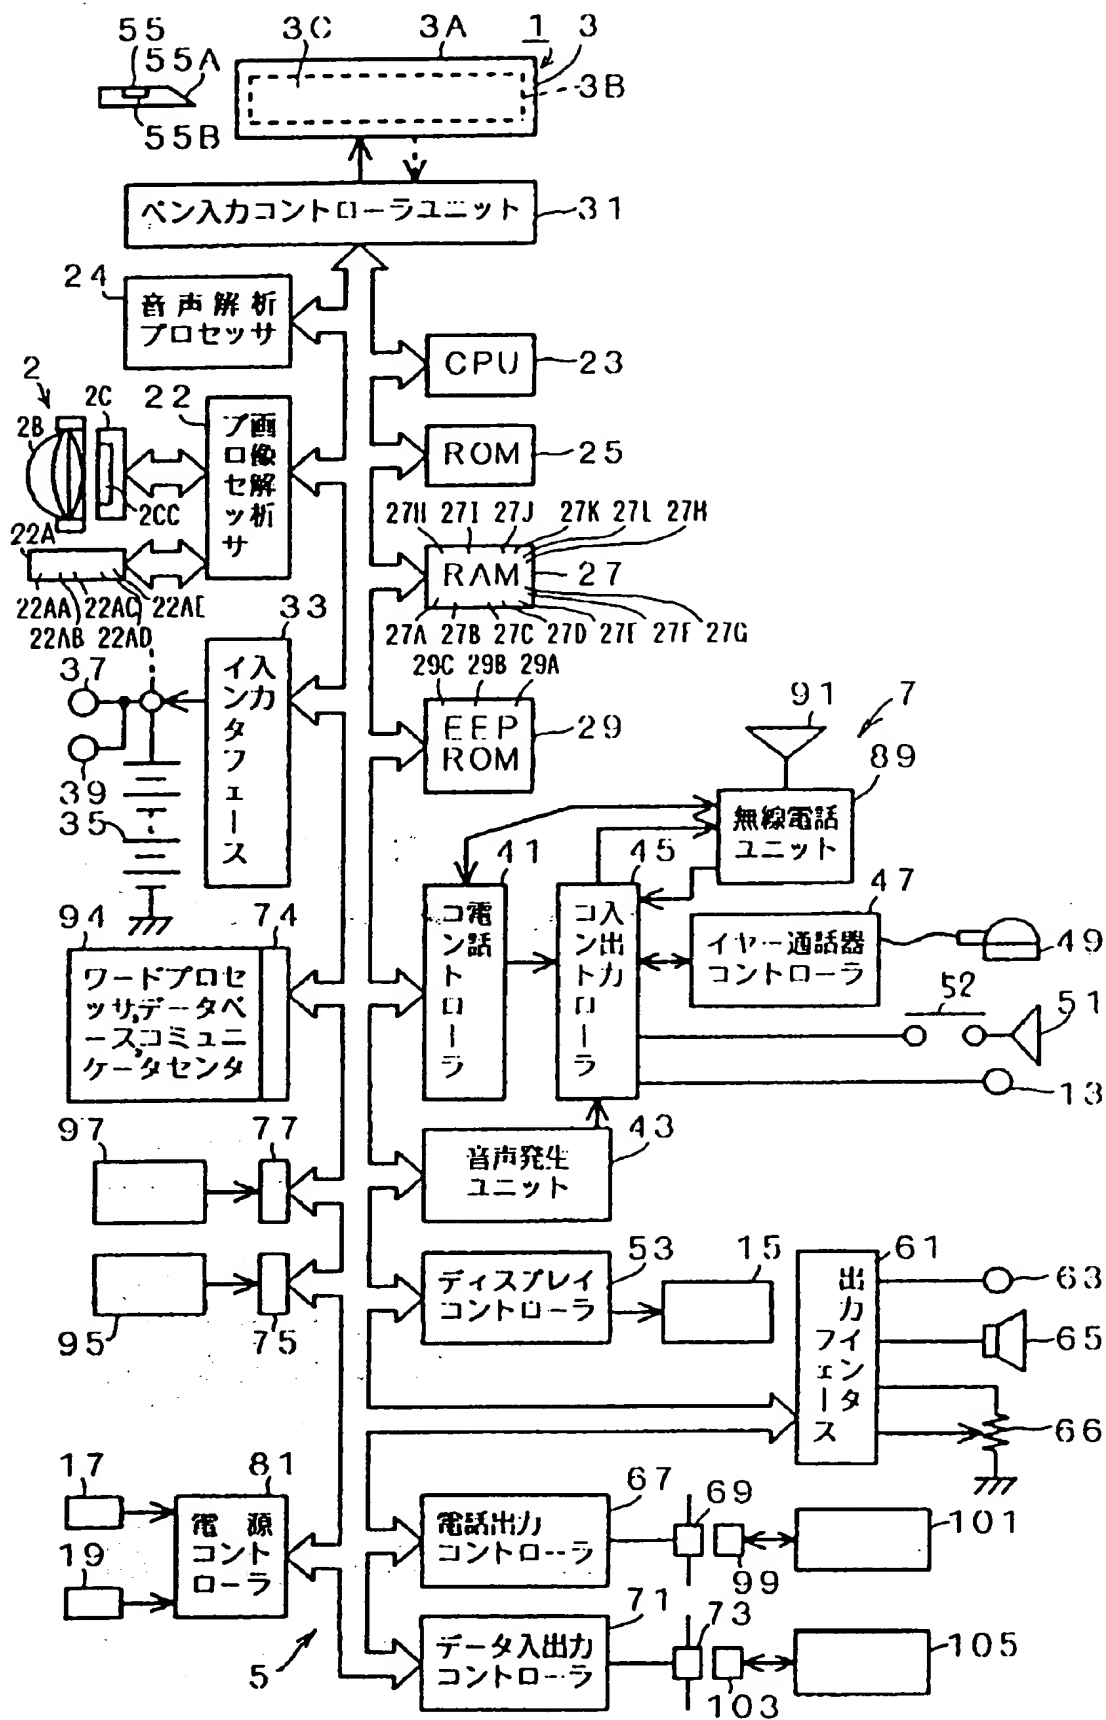 55
3C
3A
1
3
55A
3B
55B
ペン入力コントローラユニット
31
24
音声解析
プロセッサ
CPU
23
2
2B
2C
2CC
22
画像解析
プロセッサ
ROM
25
27H
27I
27J
27K
27L
27M
RAM
27
27A
27B
27C
27D
27E
27F
27G
22A
22AA
22AC
22AE
22AB
22AD
33
37
入力
インタフェース
39
35
29C
29B
29A
EEP
ROM
29
91
7
89
無線電話
ユニット
41
45
47
電話
コントローラ
入出力
コントローラ
イヤー通話器
コントローラ
49
52
51
13
94
74
ワードプロセ
ッサ,データベ
ース,コミュニ
ケータセンタ
97
77
43
音声発生
ユニット
95
75
53
15
ディスプレイ
コントローラ
61
出力
インタ
フェース
63
65
66
17
81
19
電源
コント
ローラ
67
69
電話出力
コントローラ
99
101
71
73
データ入出力
コントローラ
103
105
5